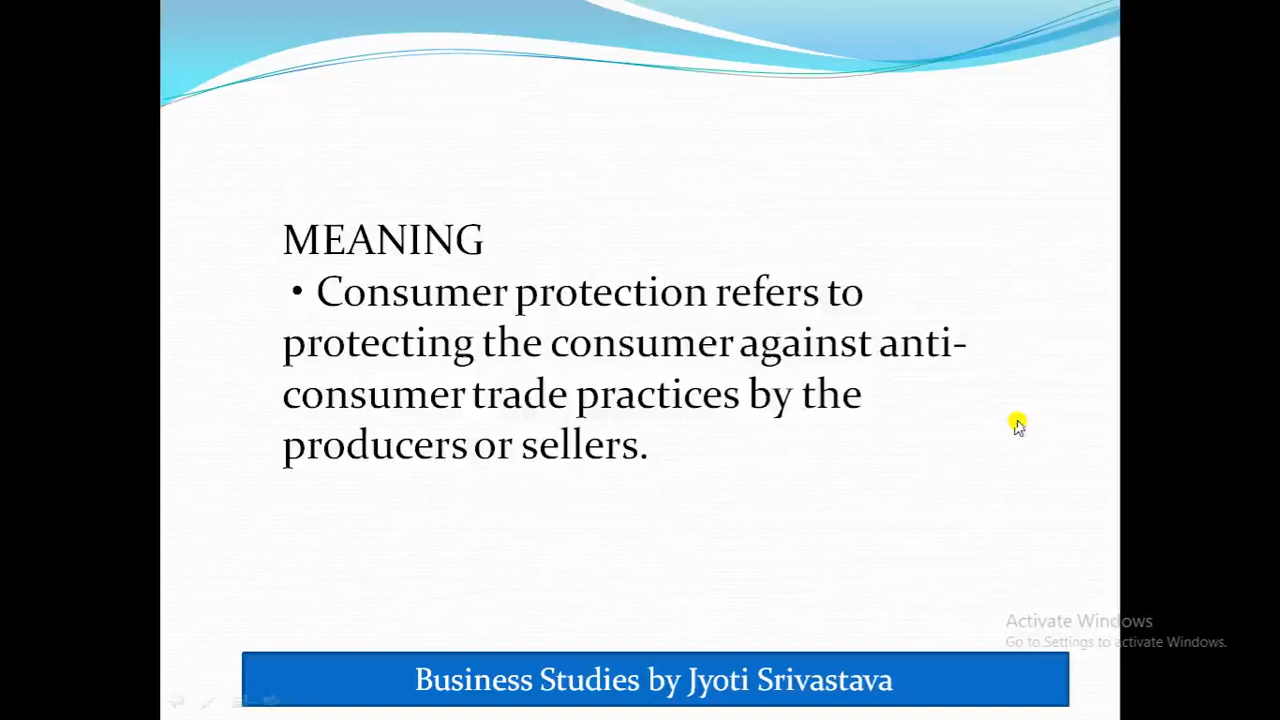 MEANING
• Consumer protection refers to
protecting the consumer against anti-
consumer trade practices by the
producers or sellers.
Activate Windows
Go to Settings to activate Windows.
Business Studies by Jyoti Srivastava